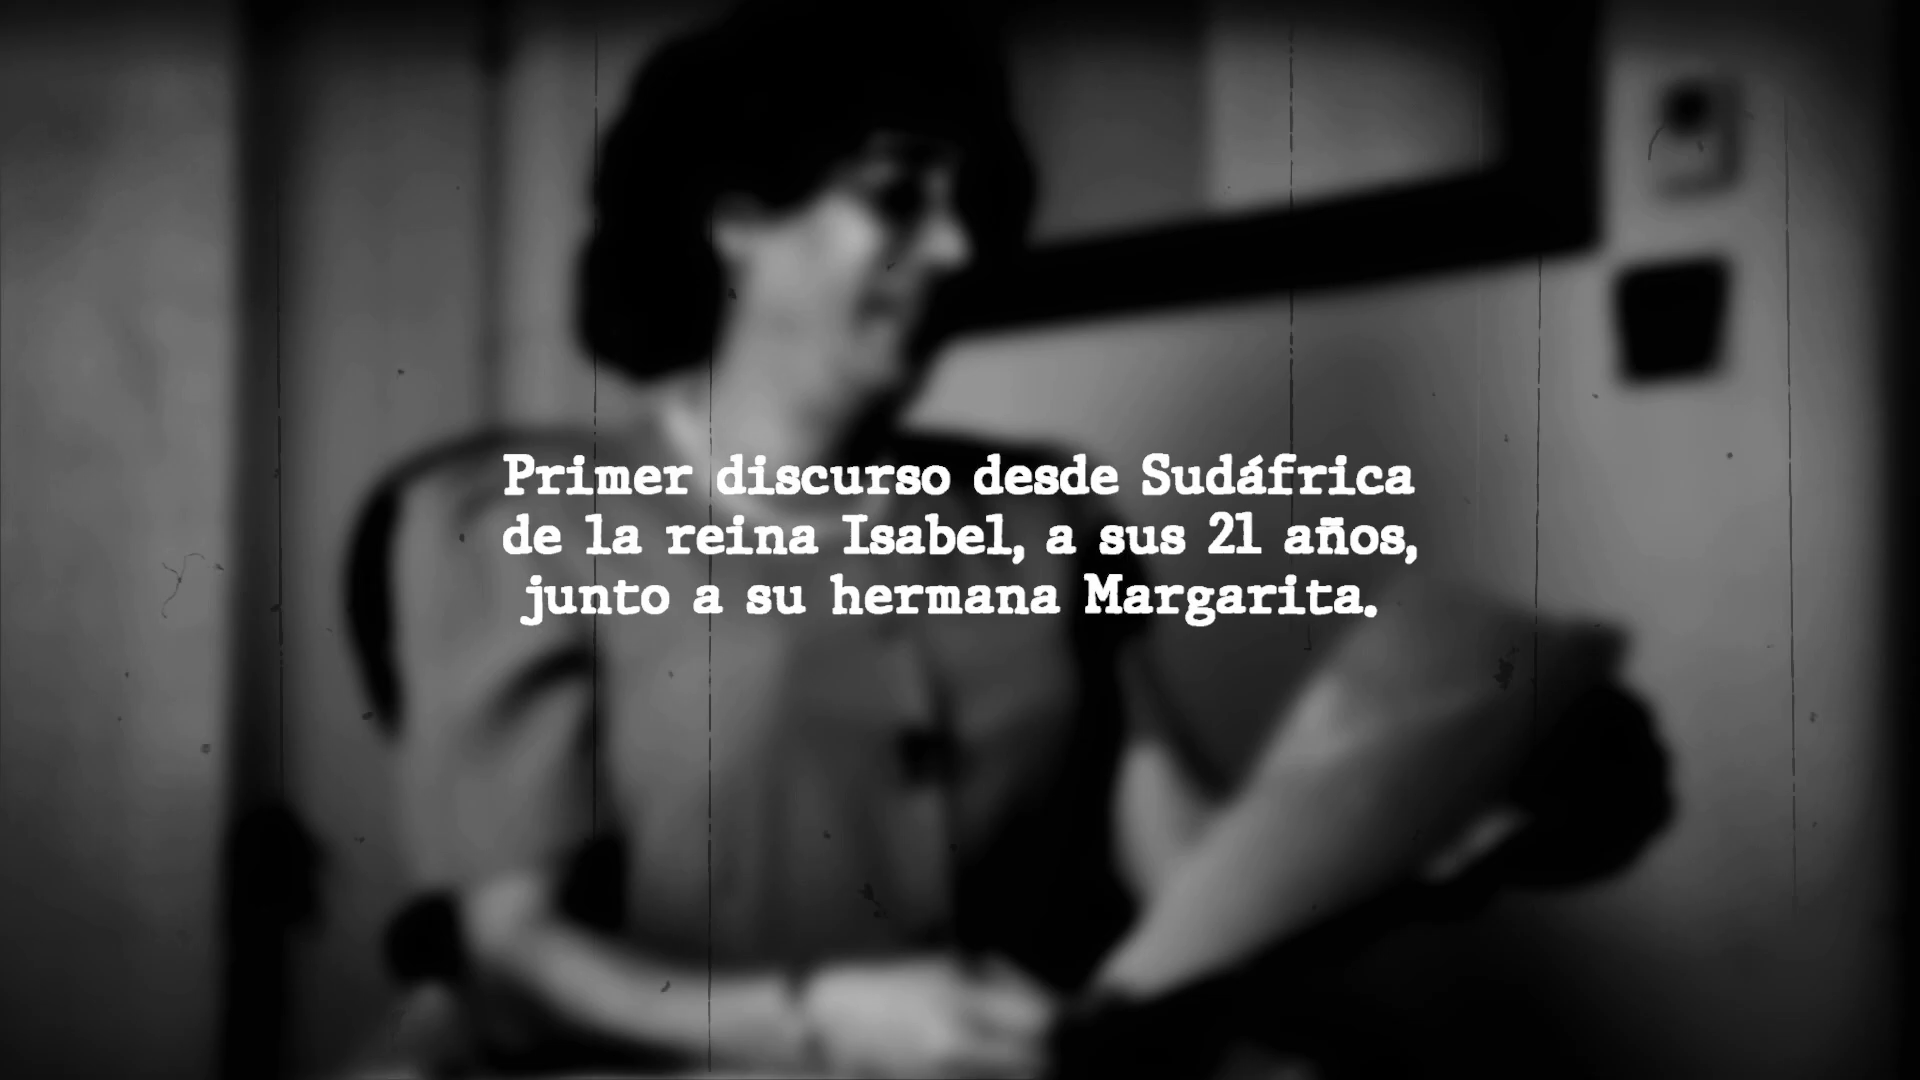 Primer discurso desde Sudáfrica
de la reina Isabel, a sus 21 años,
junto a su hermana Margarita.